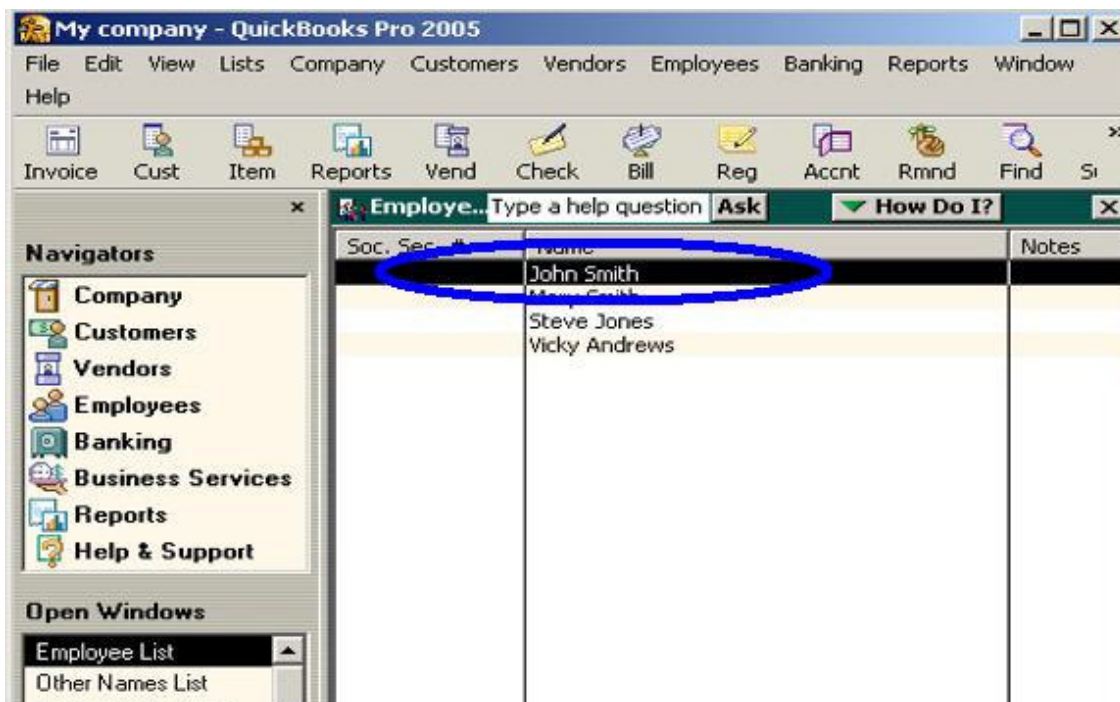 My company - QuickBooks Pro 2005
File Edit View Lists Company Customers Vendors Employees Banking Reports Window
Help
Invoice Cust Item Reports Vend Check Bill Reg Accnt Rmnd Find
Employe... Type a help question Ask How Do I?
Navigators
Soc. Sec. # Name Notes
John Smith
Mary Smith
Steve Jones
Vicky Andrews
Company
Customers
Vendors
Employees
Banking
Business Services
Reports
Help & Support
Open Windows
Employee List
Other Names List